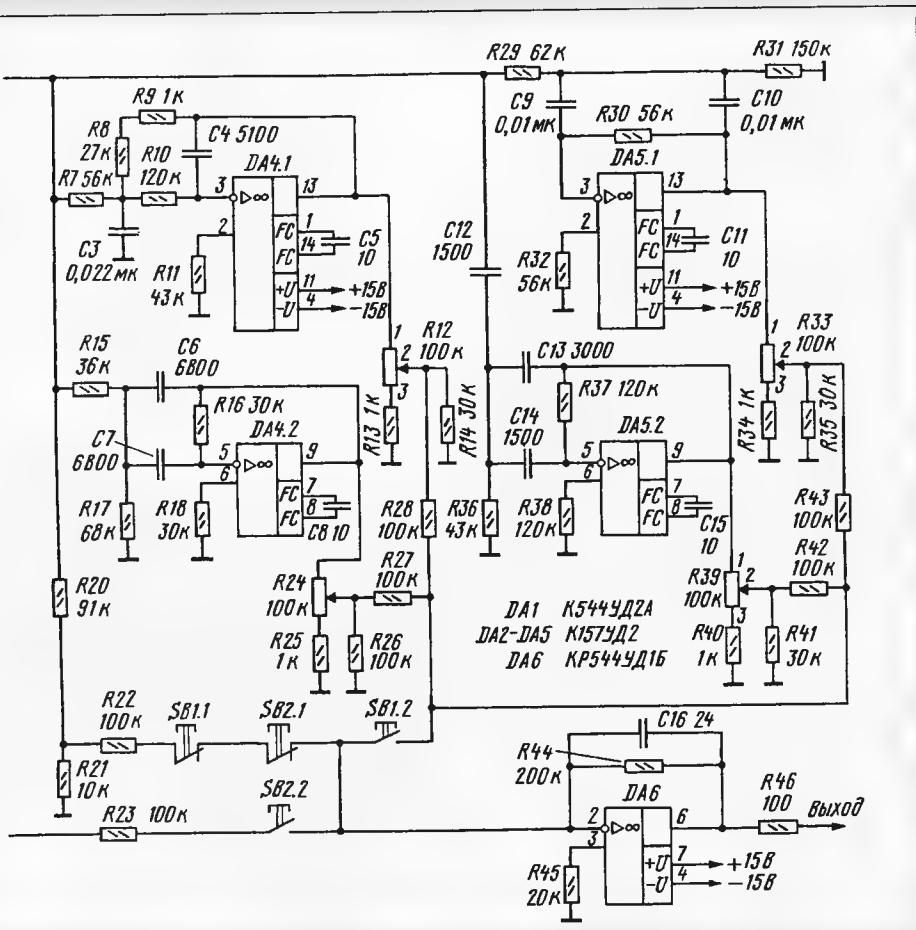 R29 62к
R31 150к
R9 1к
C4 5100
R8
27к
R10
120к
R7 56к
C3
0,022мк
DA4.1
3
2
13
1
14
11
4
▷∞
FC
FC
+U
-U
C5
10
+15В
-15В
R11
43к
C9
0,01мк
R30 56к
C10
0,01мк
DA5.1
3
2
13
1
14
11
4
▷∞
FC
FC
+U
-U
C11
10
+15В
-15В
C12
1500
R32
56к
1
2
3
R12
100к
R13 1к
R14 30к
1
2
3
R33
100к
R34 1к
R35 30к
R15
36к
C6
6800
R16 30к
C7
6800
DA4.2
5
6
9
7
8
▷∞
FC
FC
C8 10
R17
68к
R18
30к
C13 3000
R37 120к
C14
1500
DA5.2
5
6
9
7
8
▷∞
FC
FC
C15
10
R28
100к
R36
43к
R38
120к
R43
100к
R20
91к
R24
100к
R27
100к
R25
1к
R26
100к
R39
100к
1
2
3
R42
100к
R40
1к
R41
30к
DA1 К544УД2А
DA2-DA5 К157УД2
DA6 КР544УД1Б
R22
100к
SB1.1
SB2.1
SB1.2
R21
10к
R23 100к
SB2.2
C16 24
R44
200к
DA6
2
3
6
7
4
▷∞
+U
-U
+15В
-15В
R45
20к
R46
100
Выход